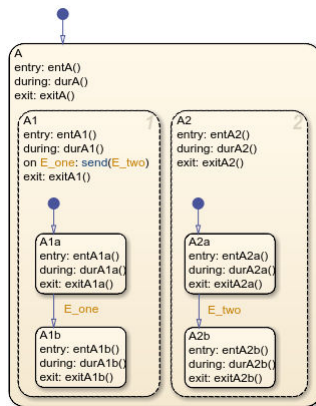 A
entry: entA()
during: durA()
exit: exitA()
A1
1
entry: entA1()
during: durA1()
on E_one: send(E_two)
exit: exitA1()
A1a
entry: entA1a()
during: durA1a()
exit: exitA1a()
E_one
A1b
entry: entA1b()
during: durA1b()
exit: exitA1b()
A2
2
entry: entA2()
during: durA2()
exit: exitA2()
A2a
entry: entA2a()
during: durA2a()
exit: exitA2a()
E_two
A2b
entry: entA2b()
during: durA2b()
exit: exitA2b()